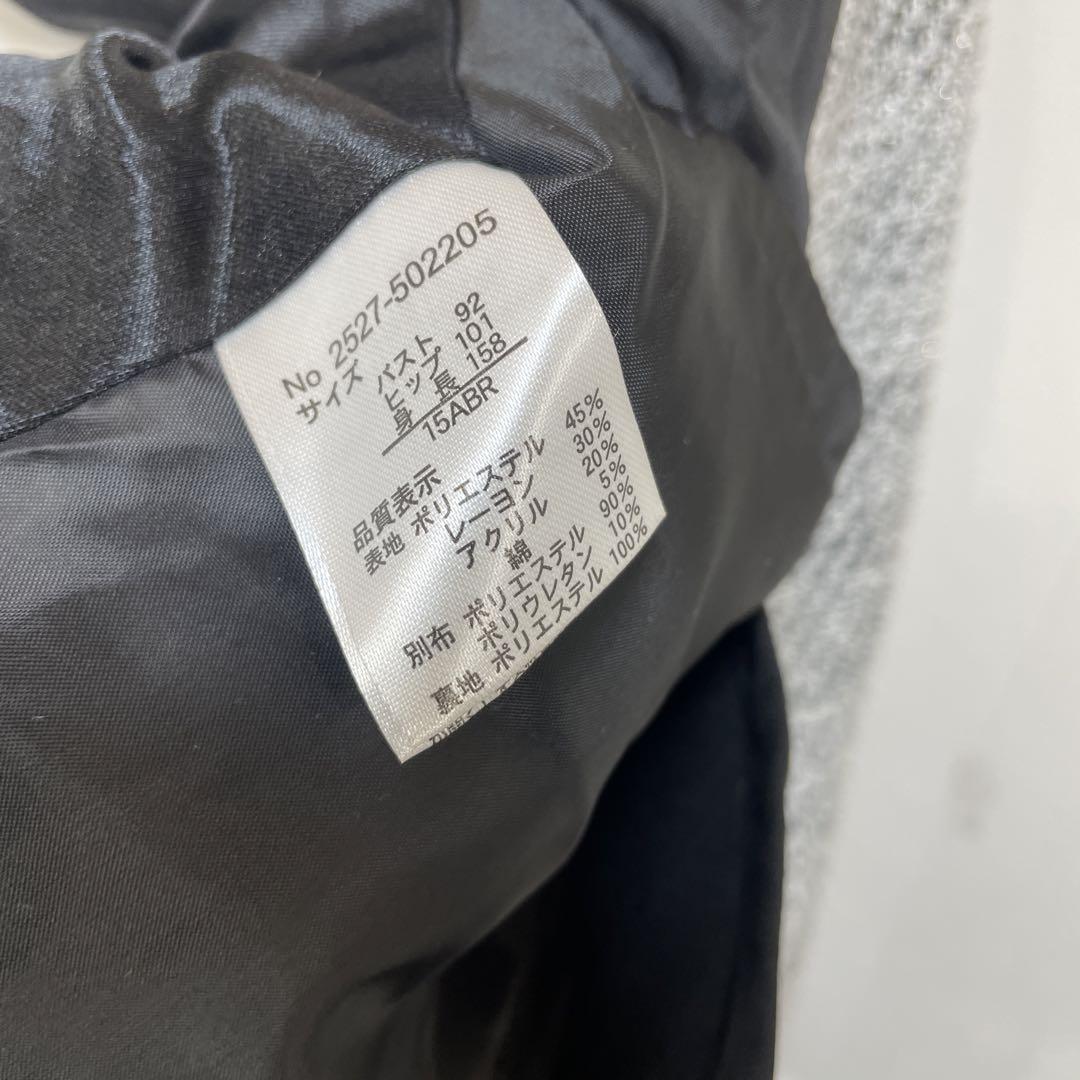 No 2527-502205
サイズ バスト 92
ヒップ 101
身長 158
15ABR
品質表示
表地 ポリエステル 45%
レーヨン 30%
アクリル 20%
綿 5%
別布 ポリエステル 90%
ポリウレタン 10%
裏地 ポリエステル 100%